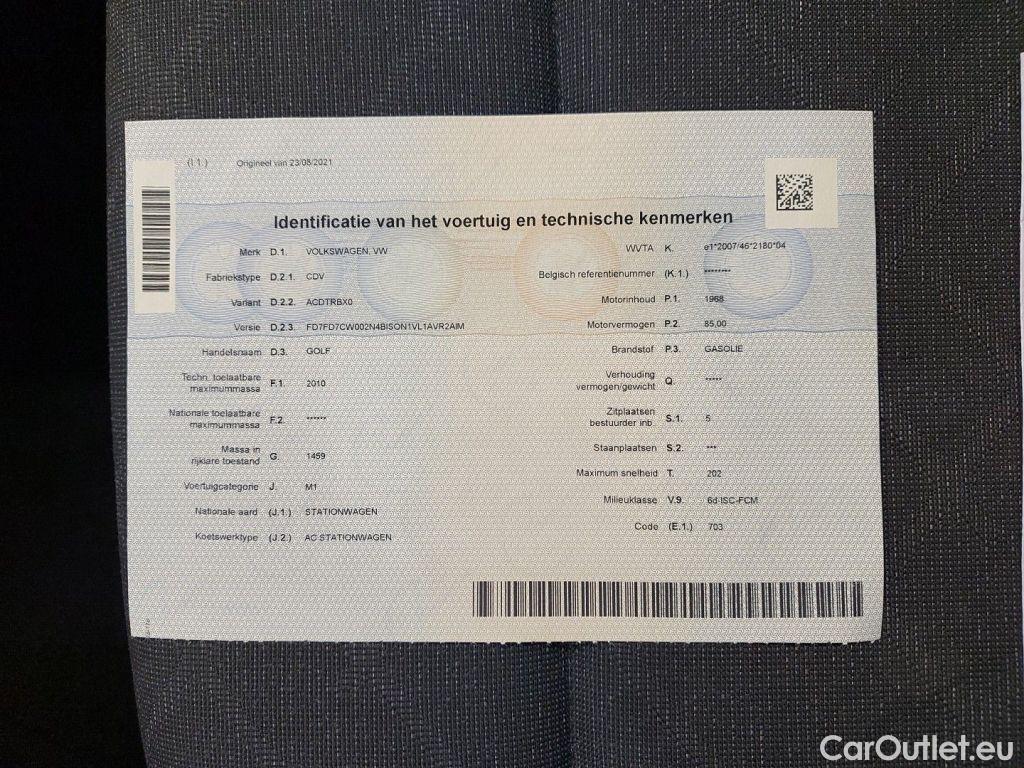 (I.1.) Origineel van 23/08/2021
Identificatie van het voertuig en technische kenmerken
Merk D.1. VOLKSWAGEN, VW
Fabriekstype D.2.1. CDV
Variant D.2.2. ACDTRBX0
Versie D.2.3. FD7FD7CW002N4BISON1VL1AVR2AIM
Handelsnaam D.3. GOLF
Techn. toelaatbare
maximummassa F.1. 2010
Nationale toelaatbare
maximummassa F.2. ******
Massa in
rijklare toestand G. 1459
Voertuigcategorie J. M1
Nationale aard (J.1.) STATIONWAGEN
Koetswerktype (J.2.) AC STATIONWAGEN
WVTA K. e1*2007/46*2180*04
Belgisch referentienummer (K.1.) ********
Motorinhoud P.1. 1968
Motorvermogen P.2. 85,00
Brandstof P.3. GASOLIE
Verhouding
vermogen/gewicht Q *****
Zitplaatsen
bestuurder inb. S.1. 5
Staanplaatsen S.2. ***
Maximum snelheid T. 202
Milieuklasse V.9. 6d-ISC-FCM
Code (E.1.) 703
CarOutlet.eu